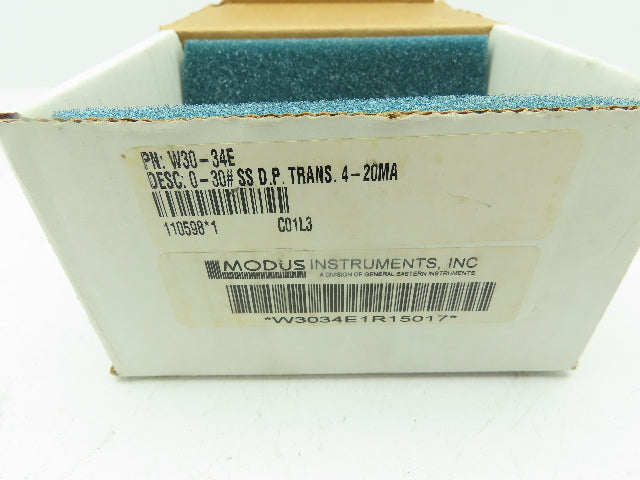 PN: W30-34E
DESC: 0-30# SS D.P. TRANS. 4-20MA
110598*1 C01L3
MODUS INSTRUMENTS, INC
A DIVISION OF GENERAL EASTERN INSTRUMENTS
*W3034E1R15017*